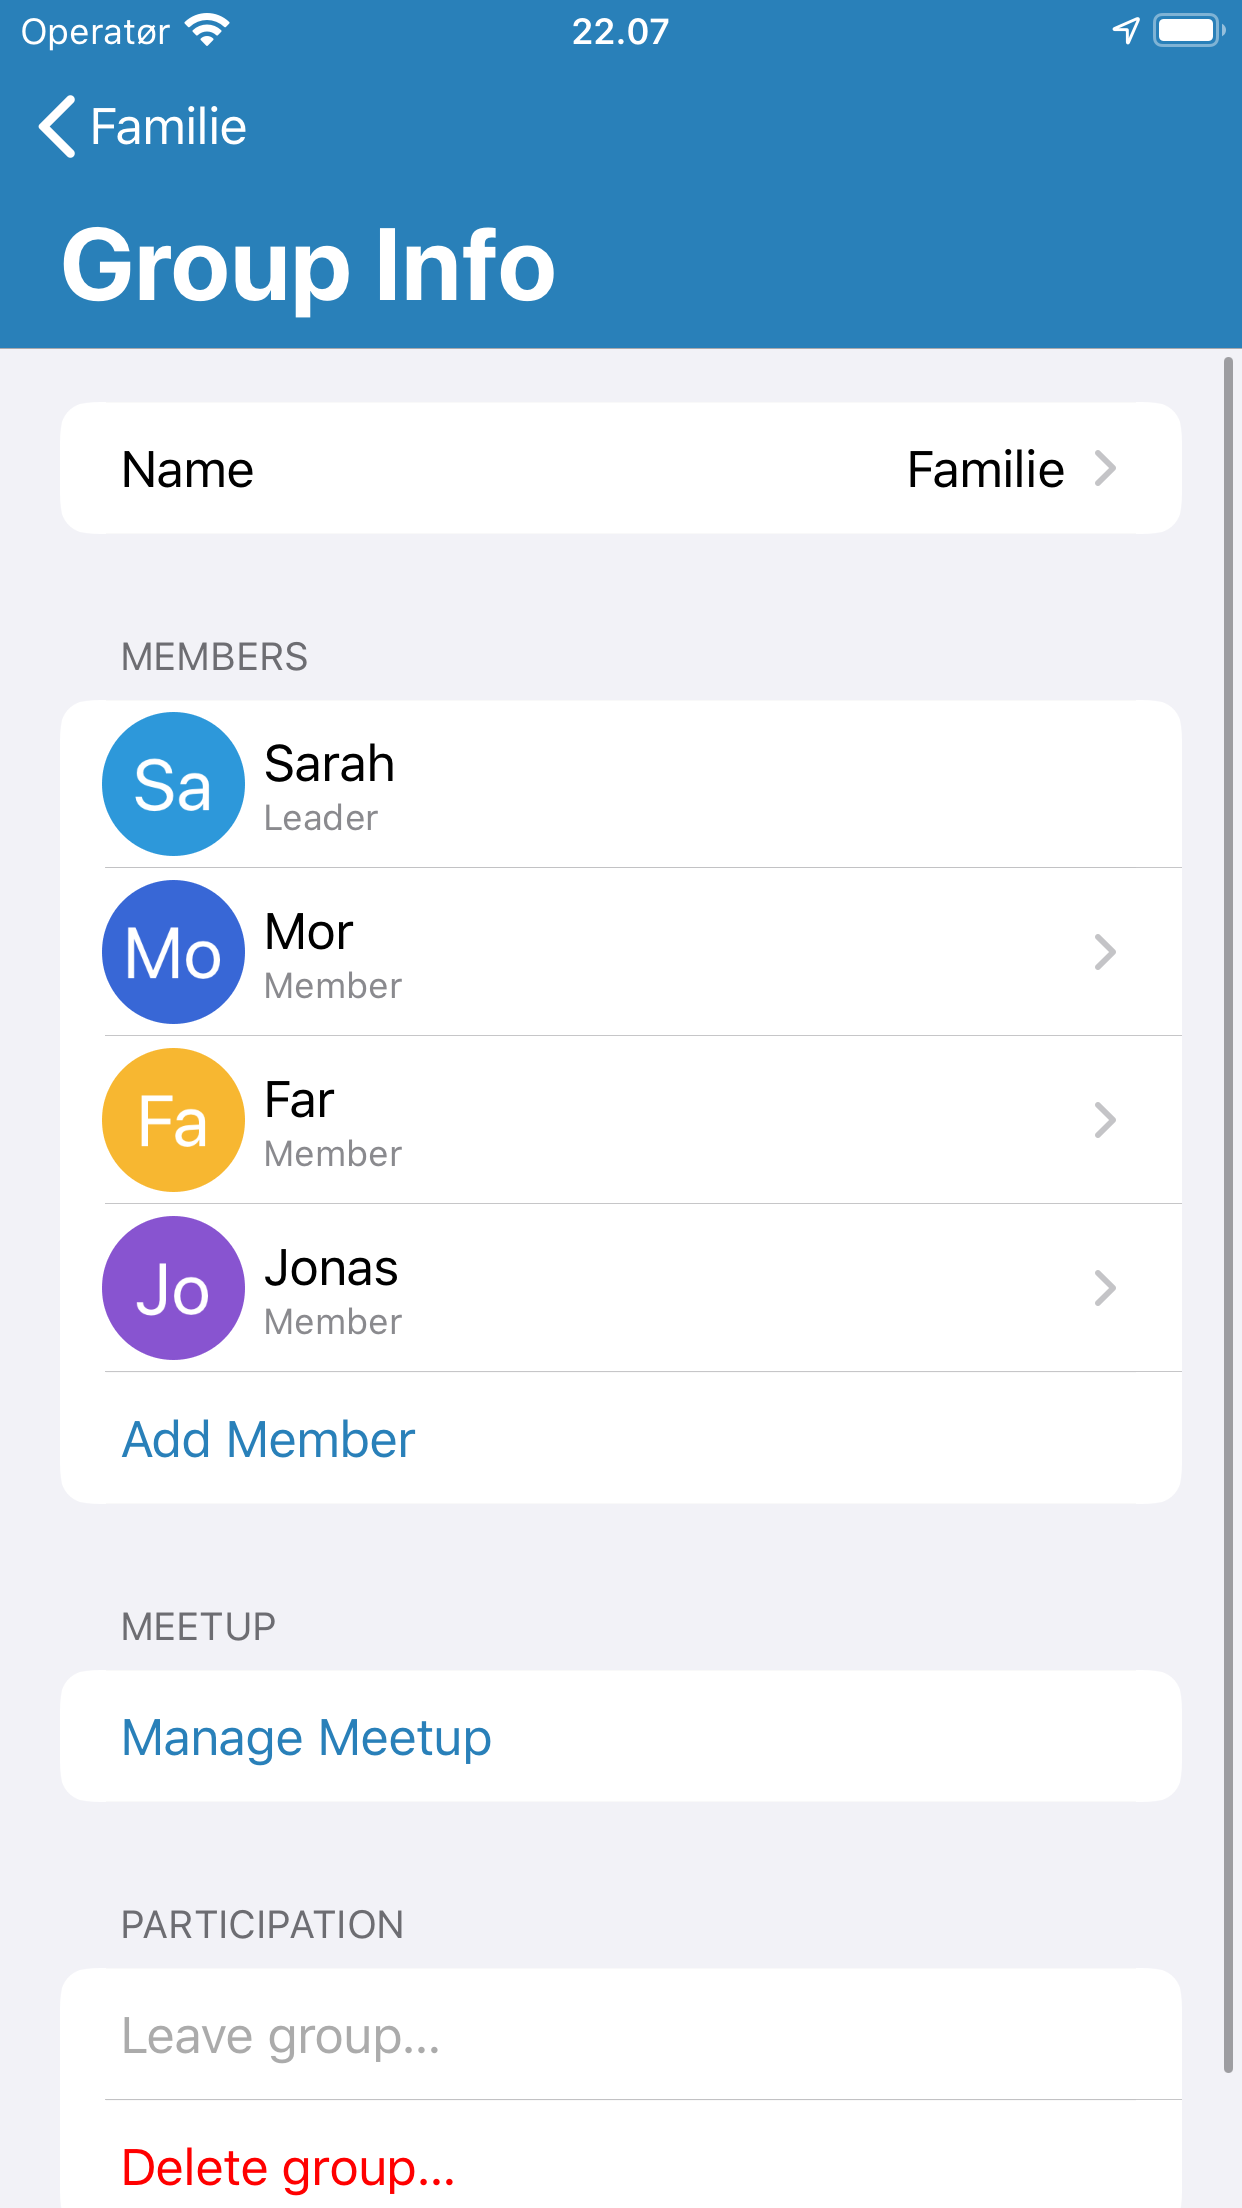 Operatør 22.07
Familie
Group Info
Name Familie
MEMBERS
Sa Sarah
Leader
Mo Mor
Member
Fa Far
Member
Jo Jonas
Member
Add Member
MEETUP
Manage Meetup
PARTICIPATION
Leave group...
Delete group...